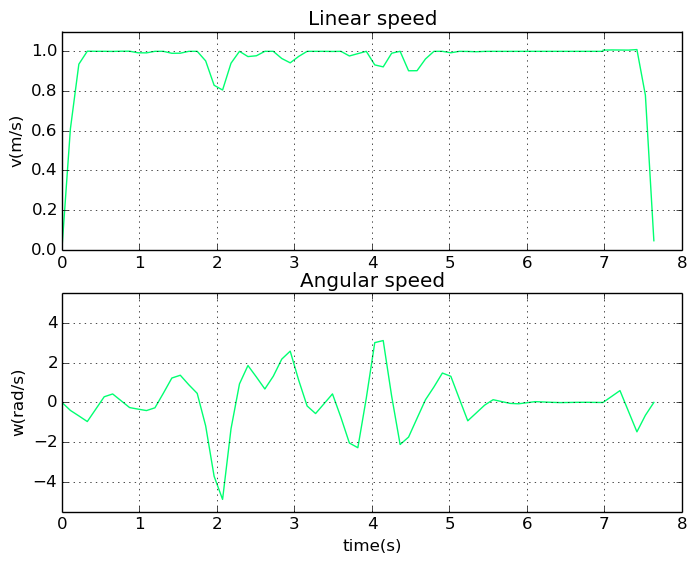 Linear speed
v(m/s)
1.0
0.8
0.6
0.4
0.2
0.0
0 1 2 3 4 5 6 7 8
Angular speed
w(rad/s)
4
2
0
−2
−4
0 1 2 3 4 5 6 7 8
time(s)